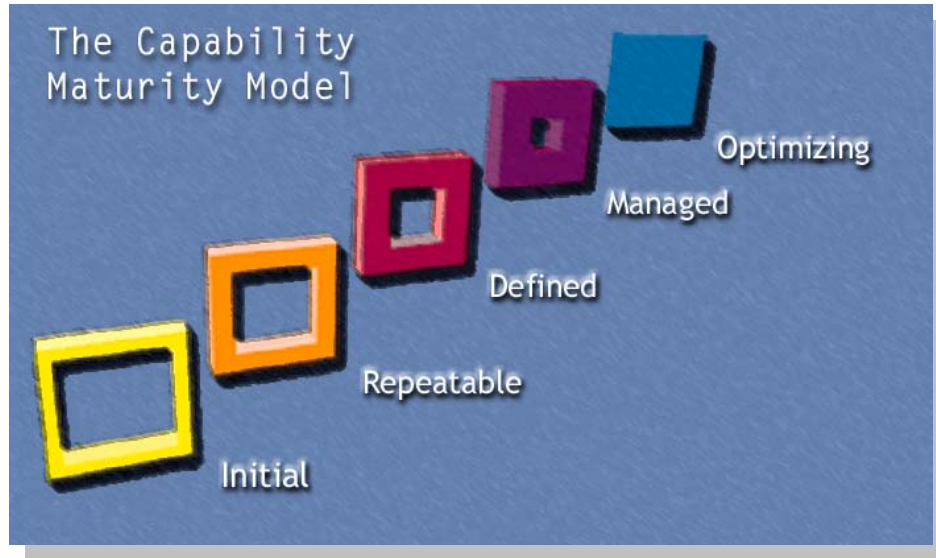 The Capability
Maturity Model
Optimizing
Managed
Defined
Repeatable
Initial